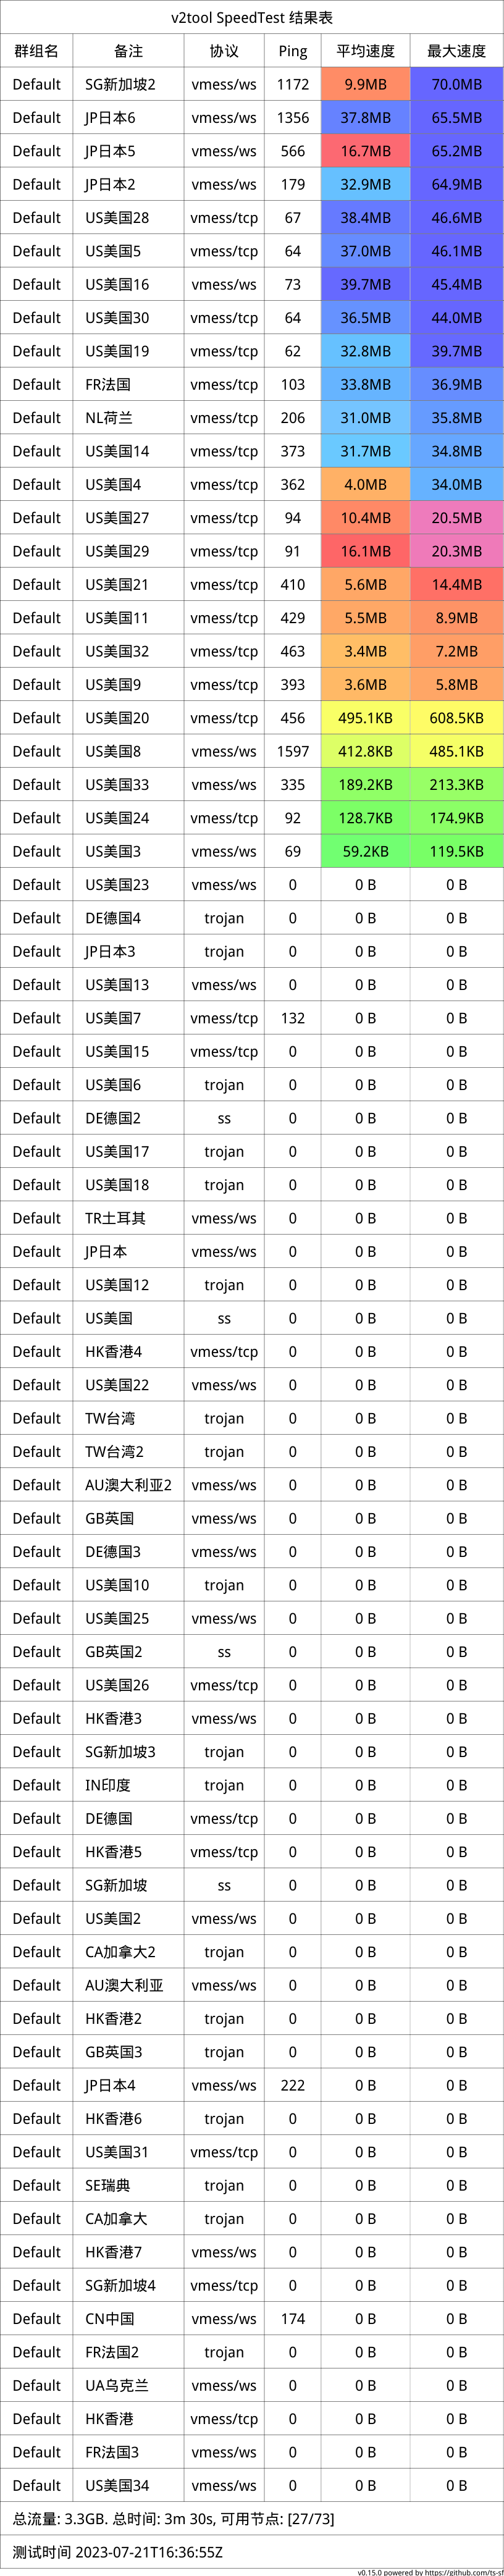 v2tool SpeedTest 结果表
群组名 备注 协议 Ping 平均速度 最大速度
Default SG新加坡2 vmess/ws 1172 9.9MB 70.0MB
Default JP日本6 vmess/ws 1356 37.8MB 65.5MB
Default JP日本5 vmess/ws 566 16.7MB 65.2MB
Default JP日本2 vmess/ws 179 32.9MB 64.9MB
Default US美国28 vmess/tcp 67 38.4MB 46.6MB
Default US美国5 vmess/tcp 64 37.0MB 46.1MB
Default US美国16 vmess/ws 73 39.7MB 45.4MB
Default US美国30 vmess/tcp 64 36.5MB 44.0MB
Default US美国19 vmess/tcp 62 32.8MB 39.7MB
Default FR法国 vmess/tcp 103 33.8MB 36.9MB
Default NL荷兰 vmess/tcp 206 31.0MB 35.8MB
Default US美国14 vmess/tcp 373 31.7MB 34.8MB
Default US美国4 vmess/tcp 362 4.0MB 34.0MB
Default US美国27 vmess/tcp 94 10.4MB 20.5MB
Default US美国29 vmess/tcp 91 16.1MB 20.3MB
Default US美国21 vmess/tcp 410 5.6MB 14.4MB
Default US美国11 vmess/tcp 429 5.5MB 8.9MB
Default US美国32 vmess/tcp 463 3.4MB 7.2MB
Default US美国9 vmess/tcp 393 3.6MB 5.8MB
Default US美国20 vmess/tcp 456 495.1KB 608.5KB
Default US美国8 vmess/ws 1597 412.8KB 485.1KB
Default US美国33 vmess/ws 335 189.2KB 213.3KB
Default US美国24 vmess/tcp 92 128.7KB 174.9KB
Default US美国3 vmess/ws 69 59.2KB 119.5KB
Default US美国23 vmess/ws 0 0 B 0 B
Default DE德国4 trojan 0 0 B 0 B
Default JP日本3 trojan 0 0 B 0 B
Default US美国13 vmess/ws 0 0 B 0 B
Default US美国7 vmess/tcp 132 0 B 0 B
Default US美国15 vmess/tcp 0 0 B 0 B
Default US美国6 trojan 0 0 B 0 B
Default DE德国2 ss 0 0 B 0 B
Default US美国17 trojan 0 0 B 0 B
Default US美国18 trojan 0 0 B 0 B
Default TR土耳其 vmess/ws 0 0 B 0 B
Default JP日本 vmess/ws 0 0 B 0 B
Default US美国12 trojan 0 0 B 0 B
Default US美国 ss 0 0 B 0 B
Default HK香港4 vmess/tcp 0 0 B 0 B
Default US美国22 vmess/ws 0 0 B 0 B
Default TW台湾 trojan 0 0 B 0 B
Default TW台湾2 trojan 0 0 B 0 B
Default AU澳大利亚2 vmess/ws 0 0 B 0 B
Default GB英国 vmess/ws 0 0 B 0 B
Default DE德国3 vmess/ws 0 0 B 0 B
Default US美国10 trojan 0 0 B 0 B
Default US美国25 vmess/ws 0 0 B 0 B
Default GB英国2 ss 0 0 B 0 B
Default US美国26 vmess/tcp 0 0 B 0 B
Default HK香港3 vmess/ws 0 0 B 0 B
Default SG新加坡3 trojan 0 0 B 0 B
Default IN印度 trojan 0 0 B 0 B
Default DE德国 vmess/tcp 0 0 B 0 B
Default HK香港5 vmess/tcp 0 0 B 0 B
Default SG新加坡 ss 0 0 B 0 B
Default US美国2 vmess/ws 0 0 B 0 B
Default CA加拿大2 trojan 0 0 B 0 B
Default AU澳大利亚 vmess/ws 0 0 B 0 B
Default HK香港2 trojan 0 0 B 0 B
Default GB英国3 trojan 0 0 B 0 B
Default JP日本4 vmess/ws 222 0 B 0 B
Default HK香港6 trojan 0 0 B 0 B
Default US美国31 vmess/tcp 0 0 B 0 B
Default SE瑞典 trojan 0 0 B 0 B
Default CA加拿大 trojan 0 0 B 0 B
Default HK香港7 vmess/ws 0 0 B 0 B
Default SG新加坡4 vmess/tcp 0 0 B 0 B
Default CN中国 vmess/ws 174 0 B 0 B
Default FR法国2 trojan 0 0 B 0 B
Default UA乌克兰 vmess/ws 0 0 B 0 B
Default HK香港 vmess/tcp 0 0 B 0 B
Default FR法国3 vmess/ws 0 0 B 0 B
Default US美国34 vmess/ws 0 0 B 0 B
总流量: 3.3GB. 总时间: 3m 30s, 可用节点: [27/73]
测试时间 2023-07-21T16:36:55Z
v0.15.0 powered by https://github.com/ts-sf